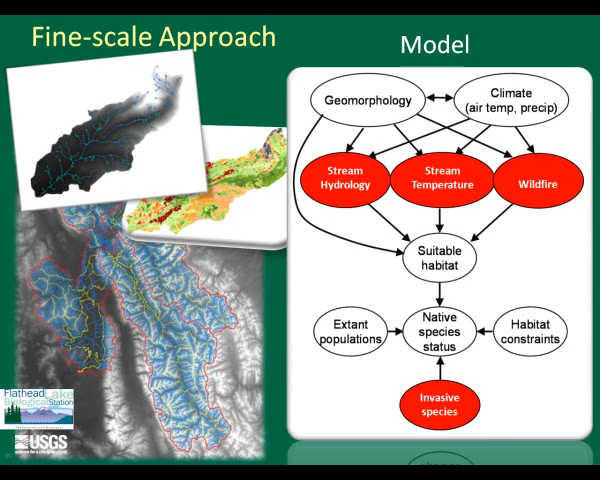 Fine-scale Approach
Model
Geomorphology
Climate
(air temp, precip)
Stream
Hydrology
Stream
Temperature
Wildfire
Suitable
habitat
Extant
populations
Native
species
status
Habitat
constraints
Invasive
species
Flathead Lake
Biological Station
USGS